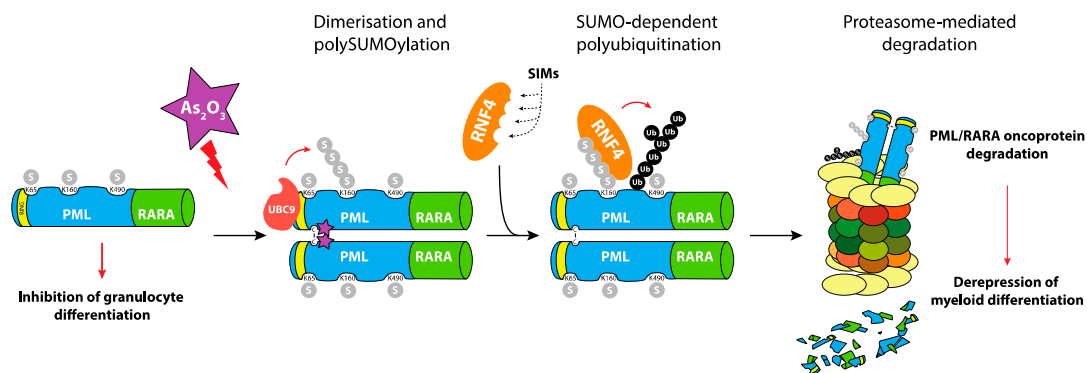 Dimerisation and
polySUMOylation
SUMO-dependent
polyubiquitination
Proteasome-mediated
degradation
As₂O₃
S
S
S
K65
K160
K490
RING
PML
RARA
Inhibition of granulocyte
differentiation
UBC9
S
S
S
S
S
S
K65
K160
K490
PML
RARA
PML
RARA
K65
K160
K490
S
S
S
SIMs
RNF4
RNF4
S
S
S
S
S
S
Ub
Ub
Ub
Ub
Ub
Ub
Ub
K65
K160
K490
PML
RARA
PML
RARA
K65
K160
K490
S
S
S
PML/RARA oncoprotein
degradation
Derepression of
myeloid differentiation